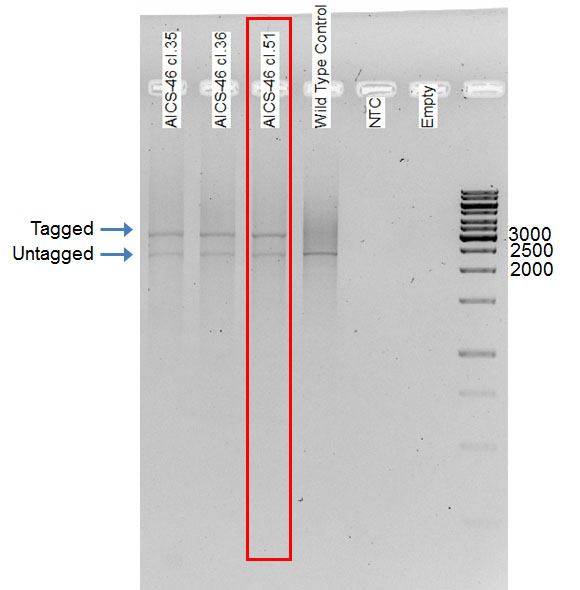 AICS-46 cl.35
AICS-46 cl.36
AICS-46 cl.51
Wild Type Control
NTC
Empty
Tagged
Untagged
3000
2500
2000